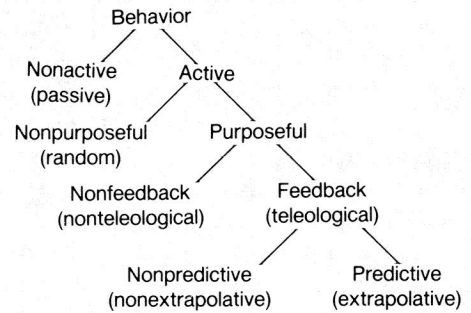 Behavior
Nonactive
(passive)
Active
Nonpurposeful
(random)
Purposeful
Nonfeedback
(nonteleological)
Feedback
(teleological)
Nonpredictive
(nonextrapolative)
Predictive
(extrapolative)